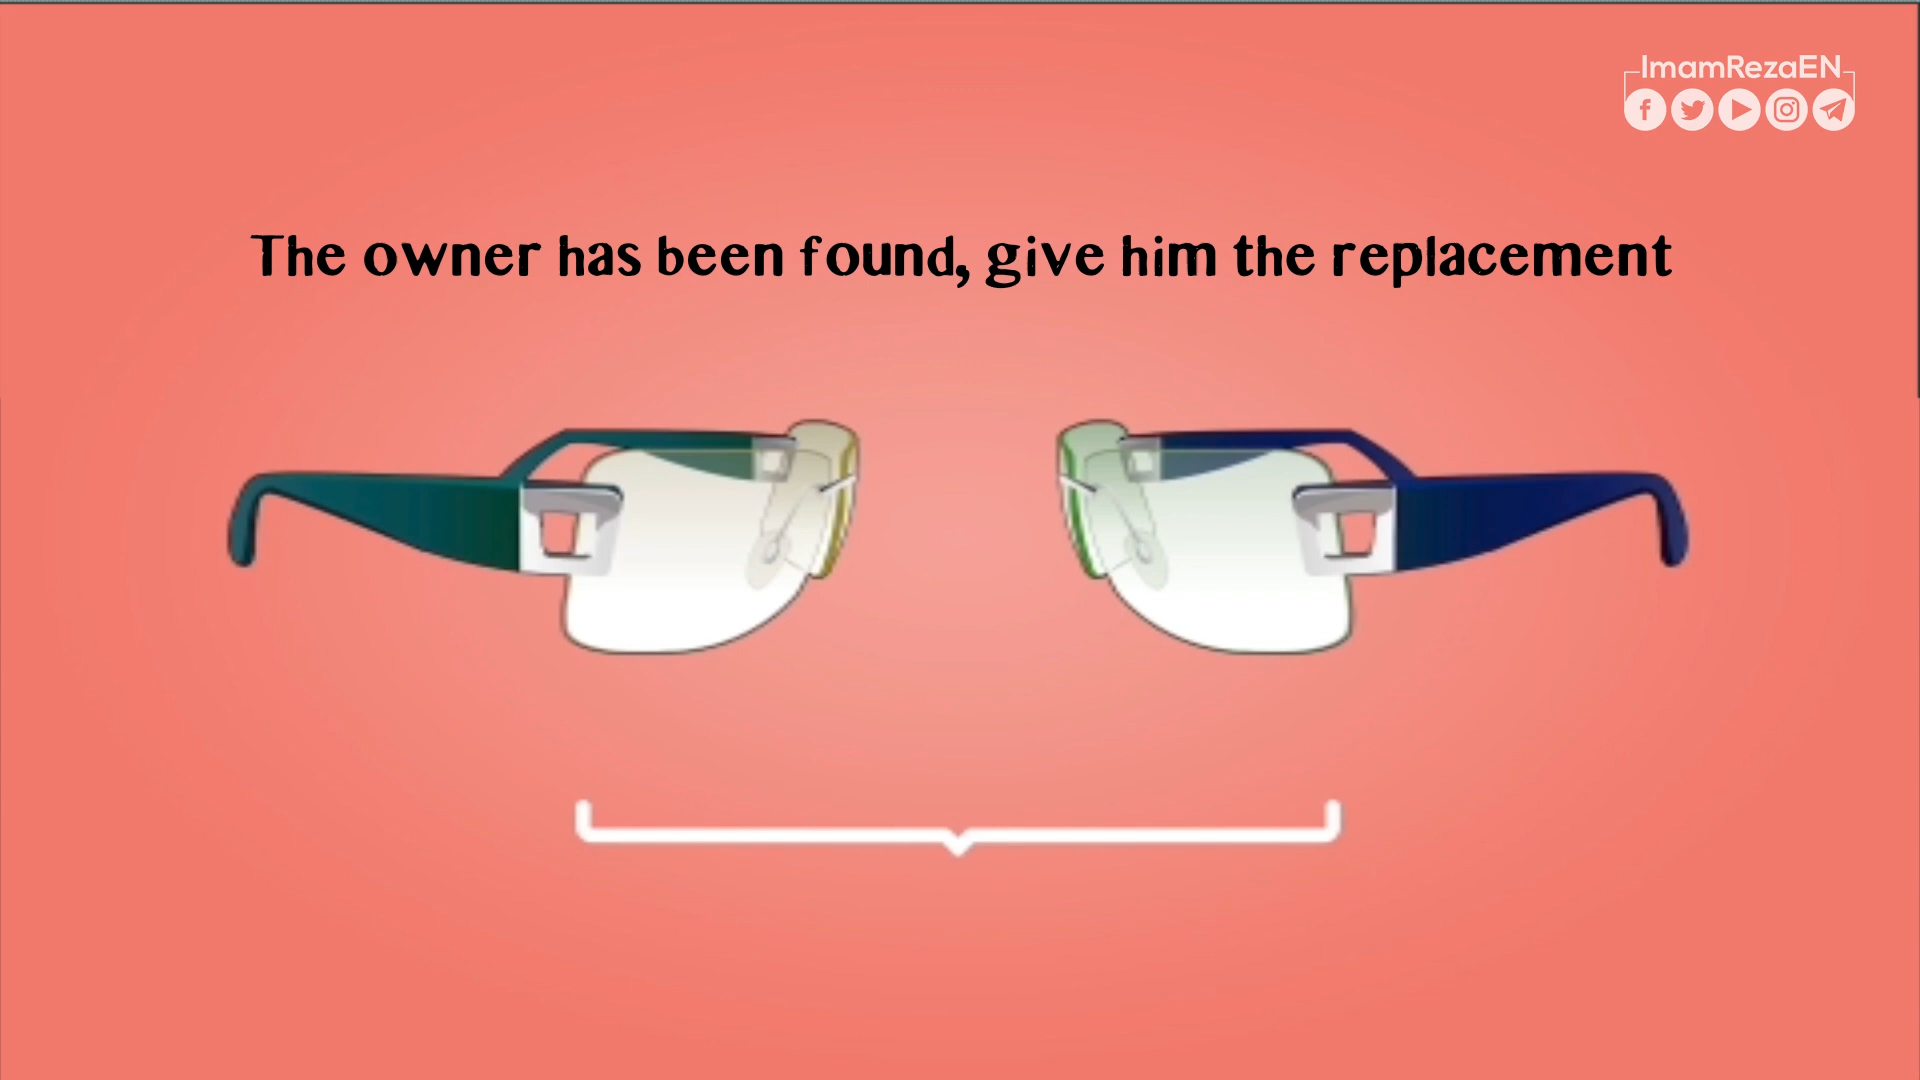 ImamRezaEN
The owner has been found, give him the replacement